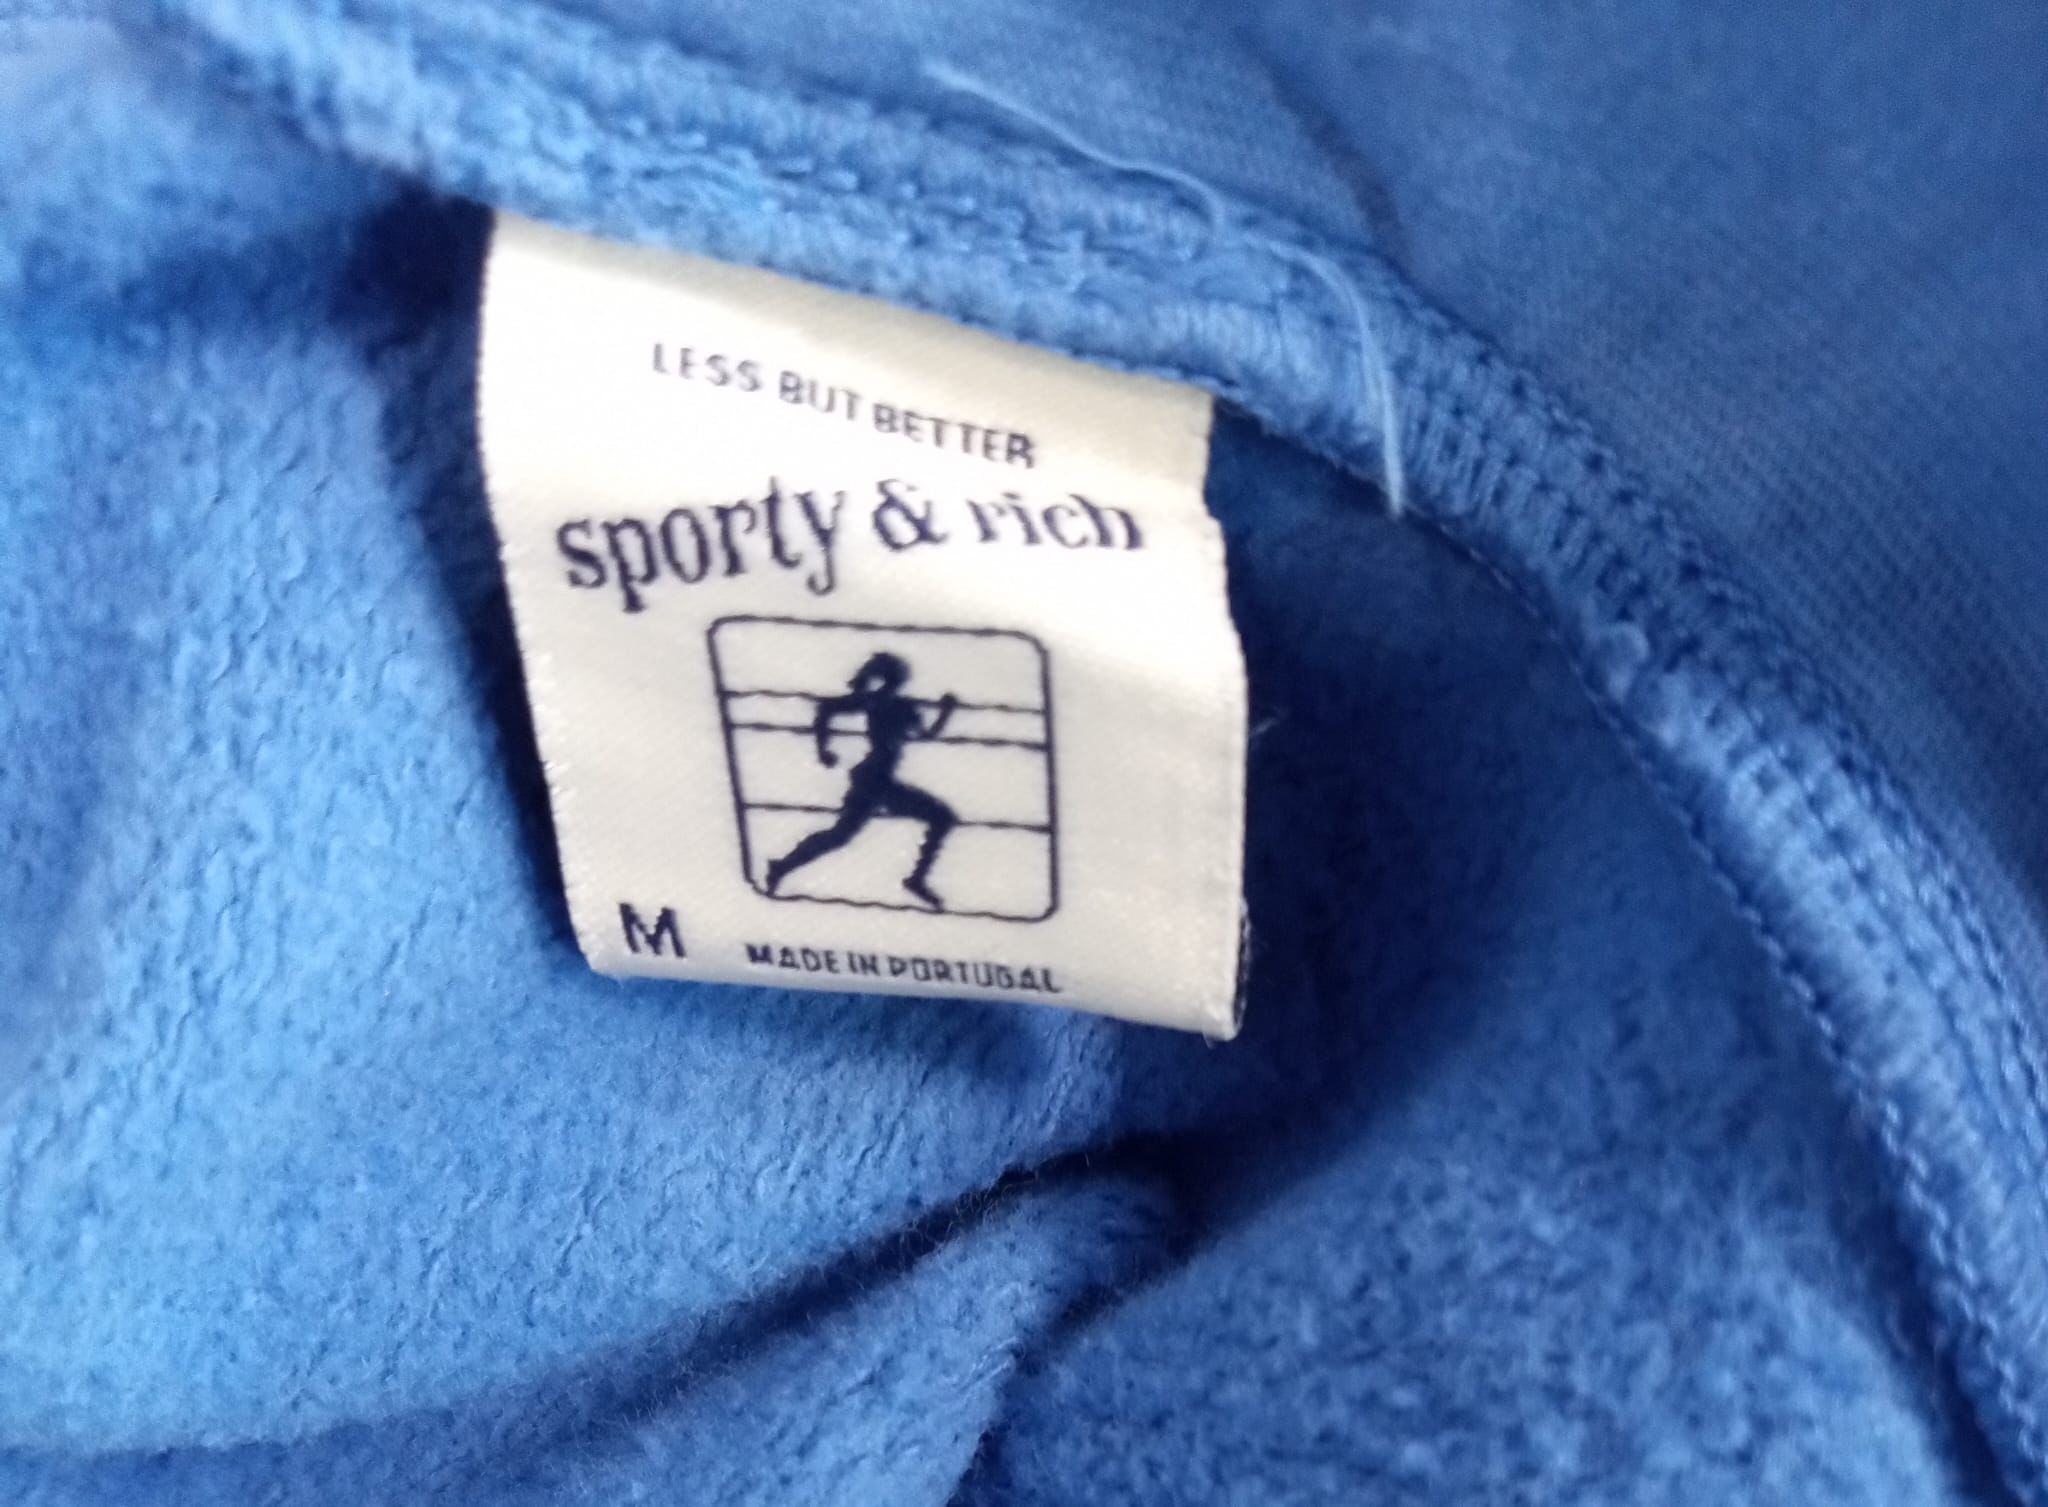 LESS BUT BETTER
sporty & rich
M MADE IN PORTUGAL